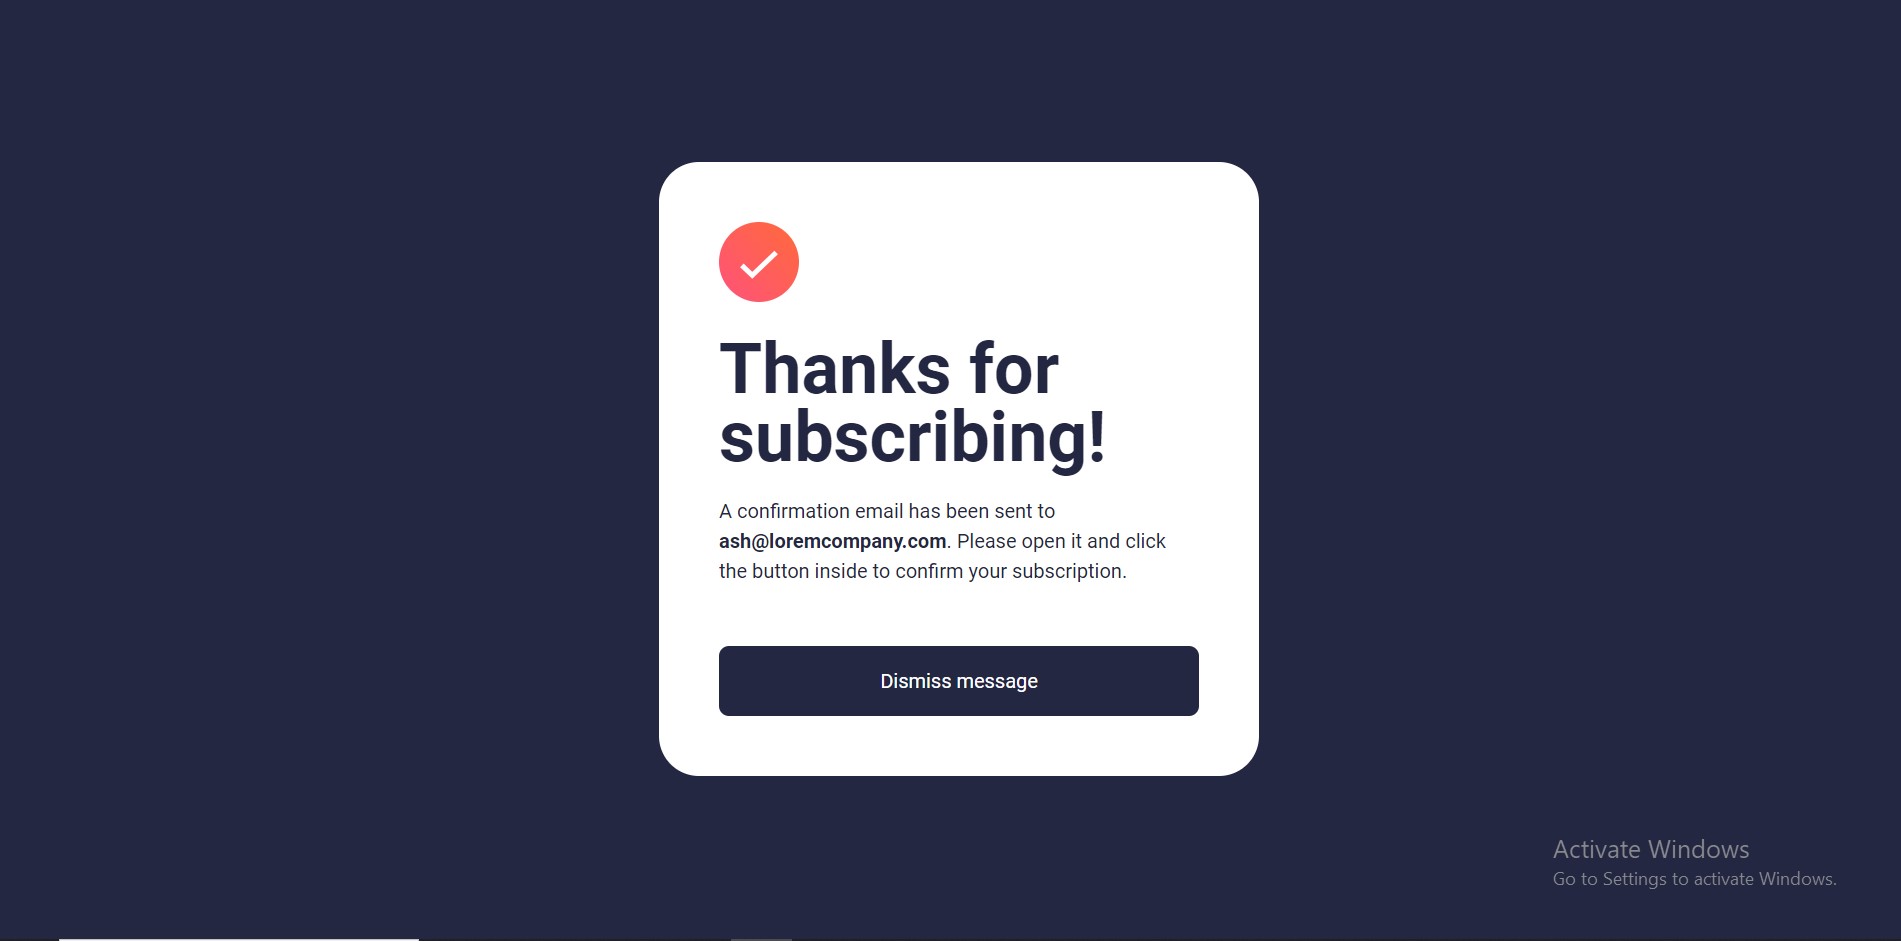 Thanks for
subscribing!
A confirmation email has been sent to
ash@loremcompany.com. Please open it and click
the button inside to confirm your subscription.
Dismiss message
Activate Windows
Go to Settings to activate Windows.